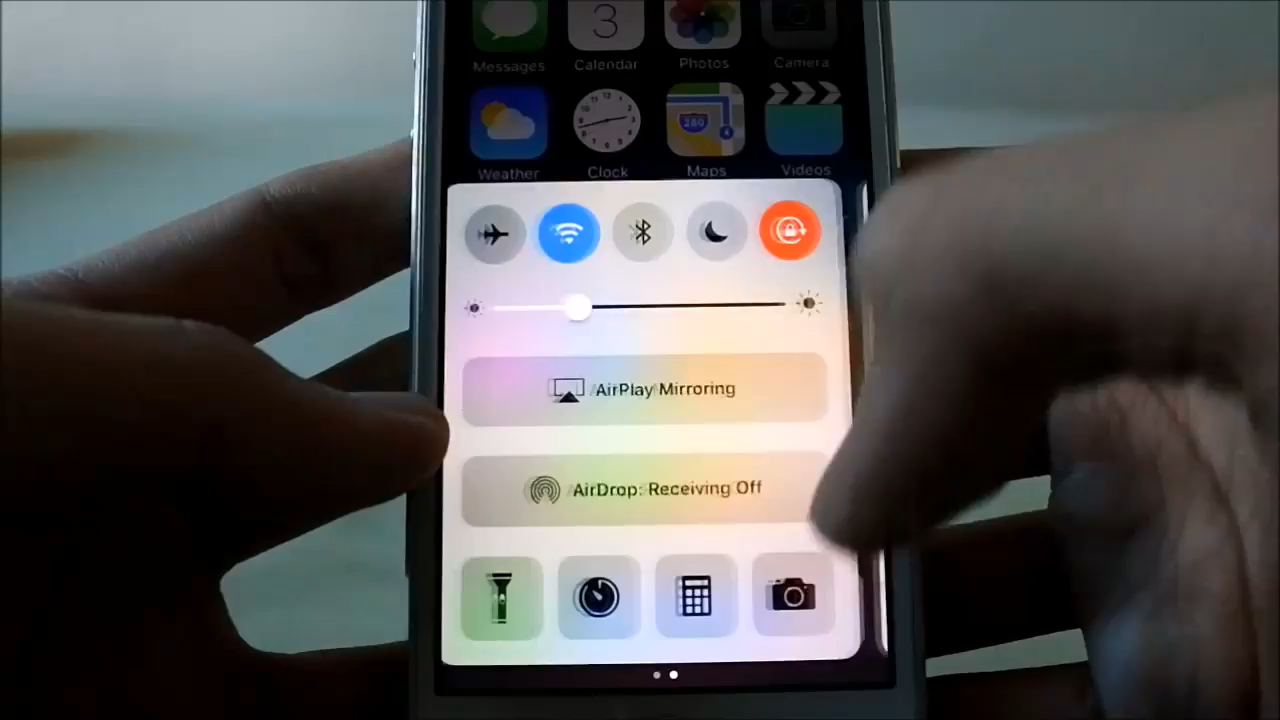 3
Messages Calendar Photos Camera
280
Weather Clock Maps Videos
AirPlay Mirroring
AirDrop: Receiving Off